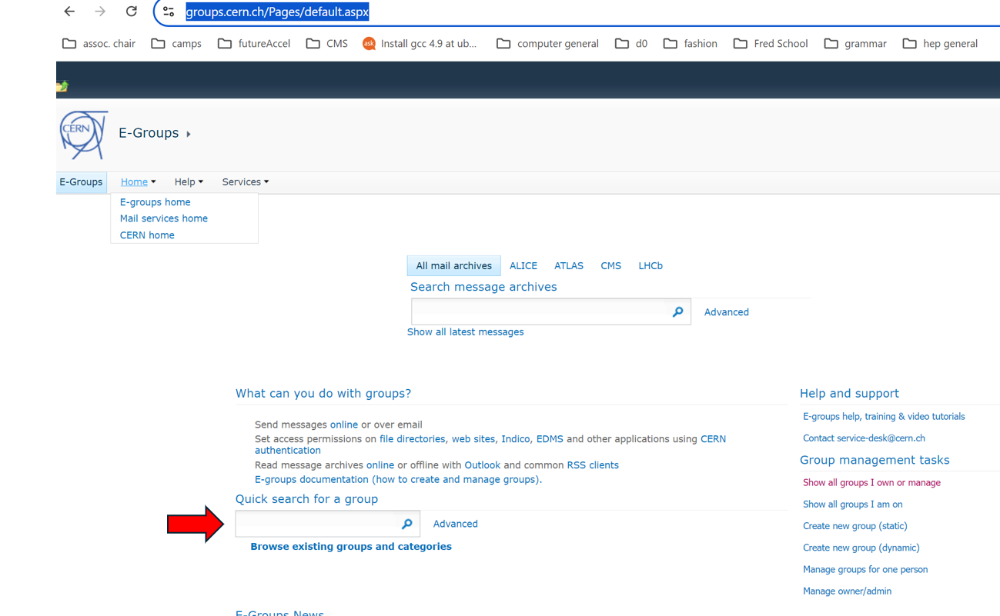 groups.cern.ch/Pages/default.aspx
assoc. chair camps futureAccel CMS ask Install gcc 4.9 at ub... computer general d0 fashion Fred School grammar hep general
CERN E-Groups
E-Groups Home Help Services
E-groups home
Mail services home
CERN home
All mail archives ALICE ATLAS CMS LHCb
Search message archives
Advanced
Show all latest messages
What can you do with groups?
Send messages online or over email
Set access permissions on file directories, web sites, Indico, EDMS and other applications using CERN
authentication
Read message archives online or offline with Outlook and common RSS clients
E-groups documentation (how to create and manage groups).
Quick search for a group
Advanced
Browse existing groups and categories
Help and support
E-groups help, training & video tutorials
Contact service-desk@cern.ch
Group management tasks
Show all groups I own or manage
Show all groups I am on
Create new group (static)
Create new group (dynamic)
Manage groups for one person
Manage owner/admin
E-Groups News